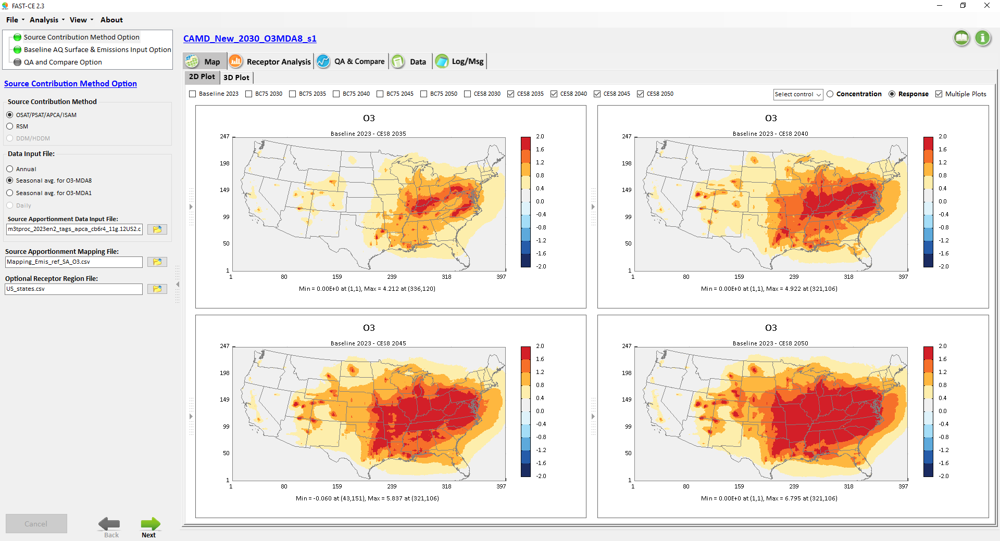 FAST-CE 2.3
File Analysis View About
Source Contribution Method Option
Baseline AQ Surface & Emissions Input Option
QA and Compare Option
Source Contribution Method Option
Source Contribution Method
OSAT/PSAT/APCA/ISAM
RSM
DDM/HDDM
Data Input File:
Annual
Seasonal avg. for O3-MDA8
Seasonal avg. for O3-MDA1
Daily
Source Apportionment Data Input File:
m3tproc_2023en2_tags_apca_cb6r4_11g.12US2.c
Source Apportionment Mapping File:
Mapping_Emis_ref_SA_O3.csv
Optional Receptor Region File:
US_states.csv
Cancel
Back
Next
CAMD_New_2030_O3MDA8_s1
Map Receptor Analysis QA & Compare Data Log/Msg
2D Plot 3D Plot
Baseline 2023 BC75 2030 BC75 2035 BC75 2040 BC75 2045 BC75 2050 CES8 2030 CES8 2035 CES8 2040 CES8 2045 CES8 2050
Select control Concentration Response Multiple Plots
O3
Baseline 2023 - CES8 2035
247
198
149
99
50
1
1 80 159 239 318 397
2.0
1.6
1.2
0.8
0.4
0.0
-0.4
-0.8
-1.2
-1.6
-2.0
Min = 0.00E+0 at (1,1), Max = 4.212 at (336,120)
O3
Baseline 2023 - CES8 2040
247
198
149
99
50
1
1 80 159 239 318 397
2.0
1.6
1.2
0.8
0.4
0.0
-0.4
-0.8
-1.2
-1.6
-2.0
Min = 0.00E+0 at (1,1), Max = 4.922 at (321,106)
O3
Baseline 2023 - CES8 2045
247
198
149
99
50
1
1 80 159 239 318 397
2.0
1.6
1.2
0.8
0.4
0.0
-0.4
-0.8
-1.2
-1.6
-2.0
Min = -0.060 at (43,151), Max = 5.837 at (321,106)
O3
Baseline 2023 - CES8 2050
247
198
149
99
50
1
1 80 159 239 318 397
2.0
1.6
1.2
0.8
0.4
0.0
-0.4
-0.8
-1.2
-1.6
-2.0
Min = 0.00E+0 at (1,1), Max = 6.795 at (321,106)